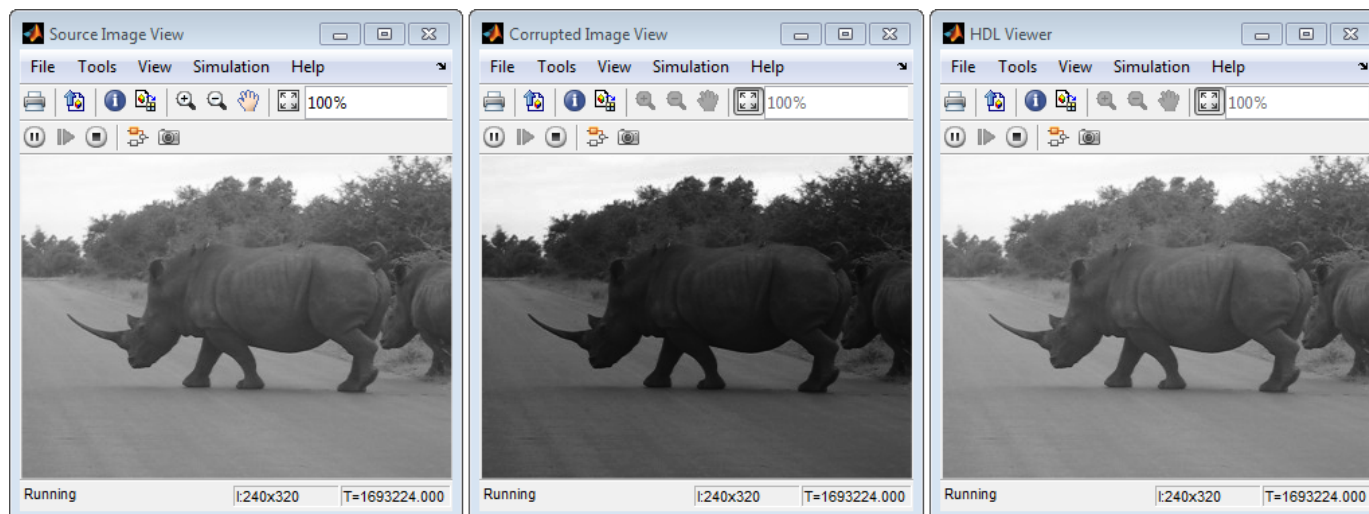 Source Image View
File Tools View Simulation Help
100%
Running I:240x320 T=1693224.000
Corrupted Image View
File Tools View Simulation Help
100%
Running I:240x320 T=1693224.000
HDL Viewer
File Tools View Simulation Help
100%
Running I:240x320 T=1693224.000